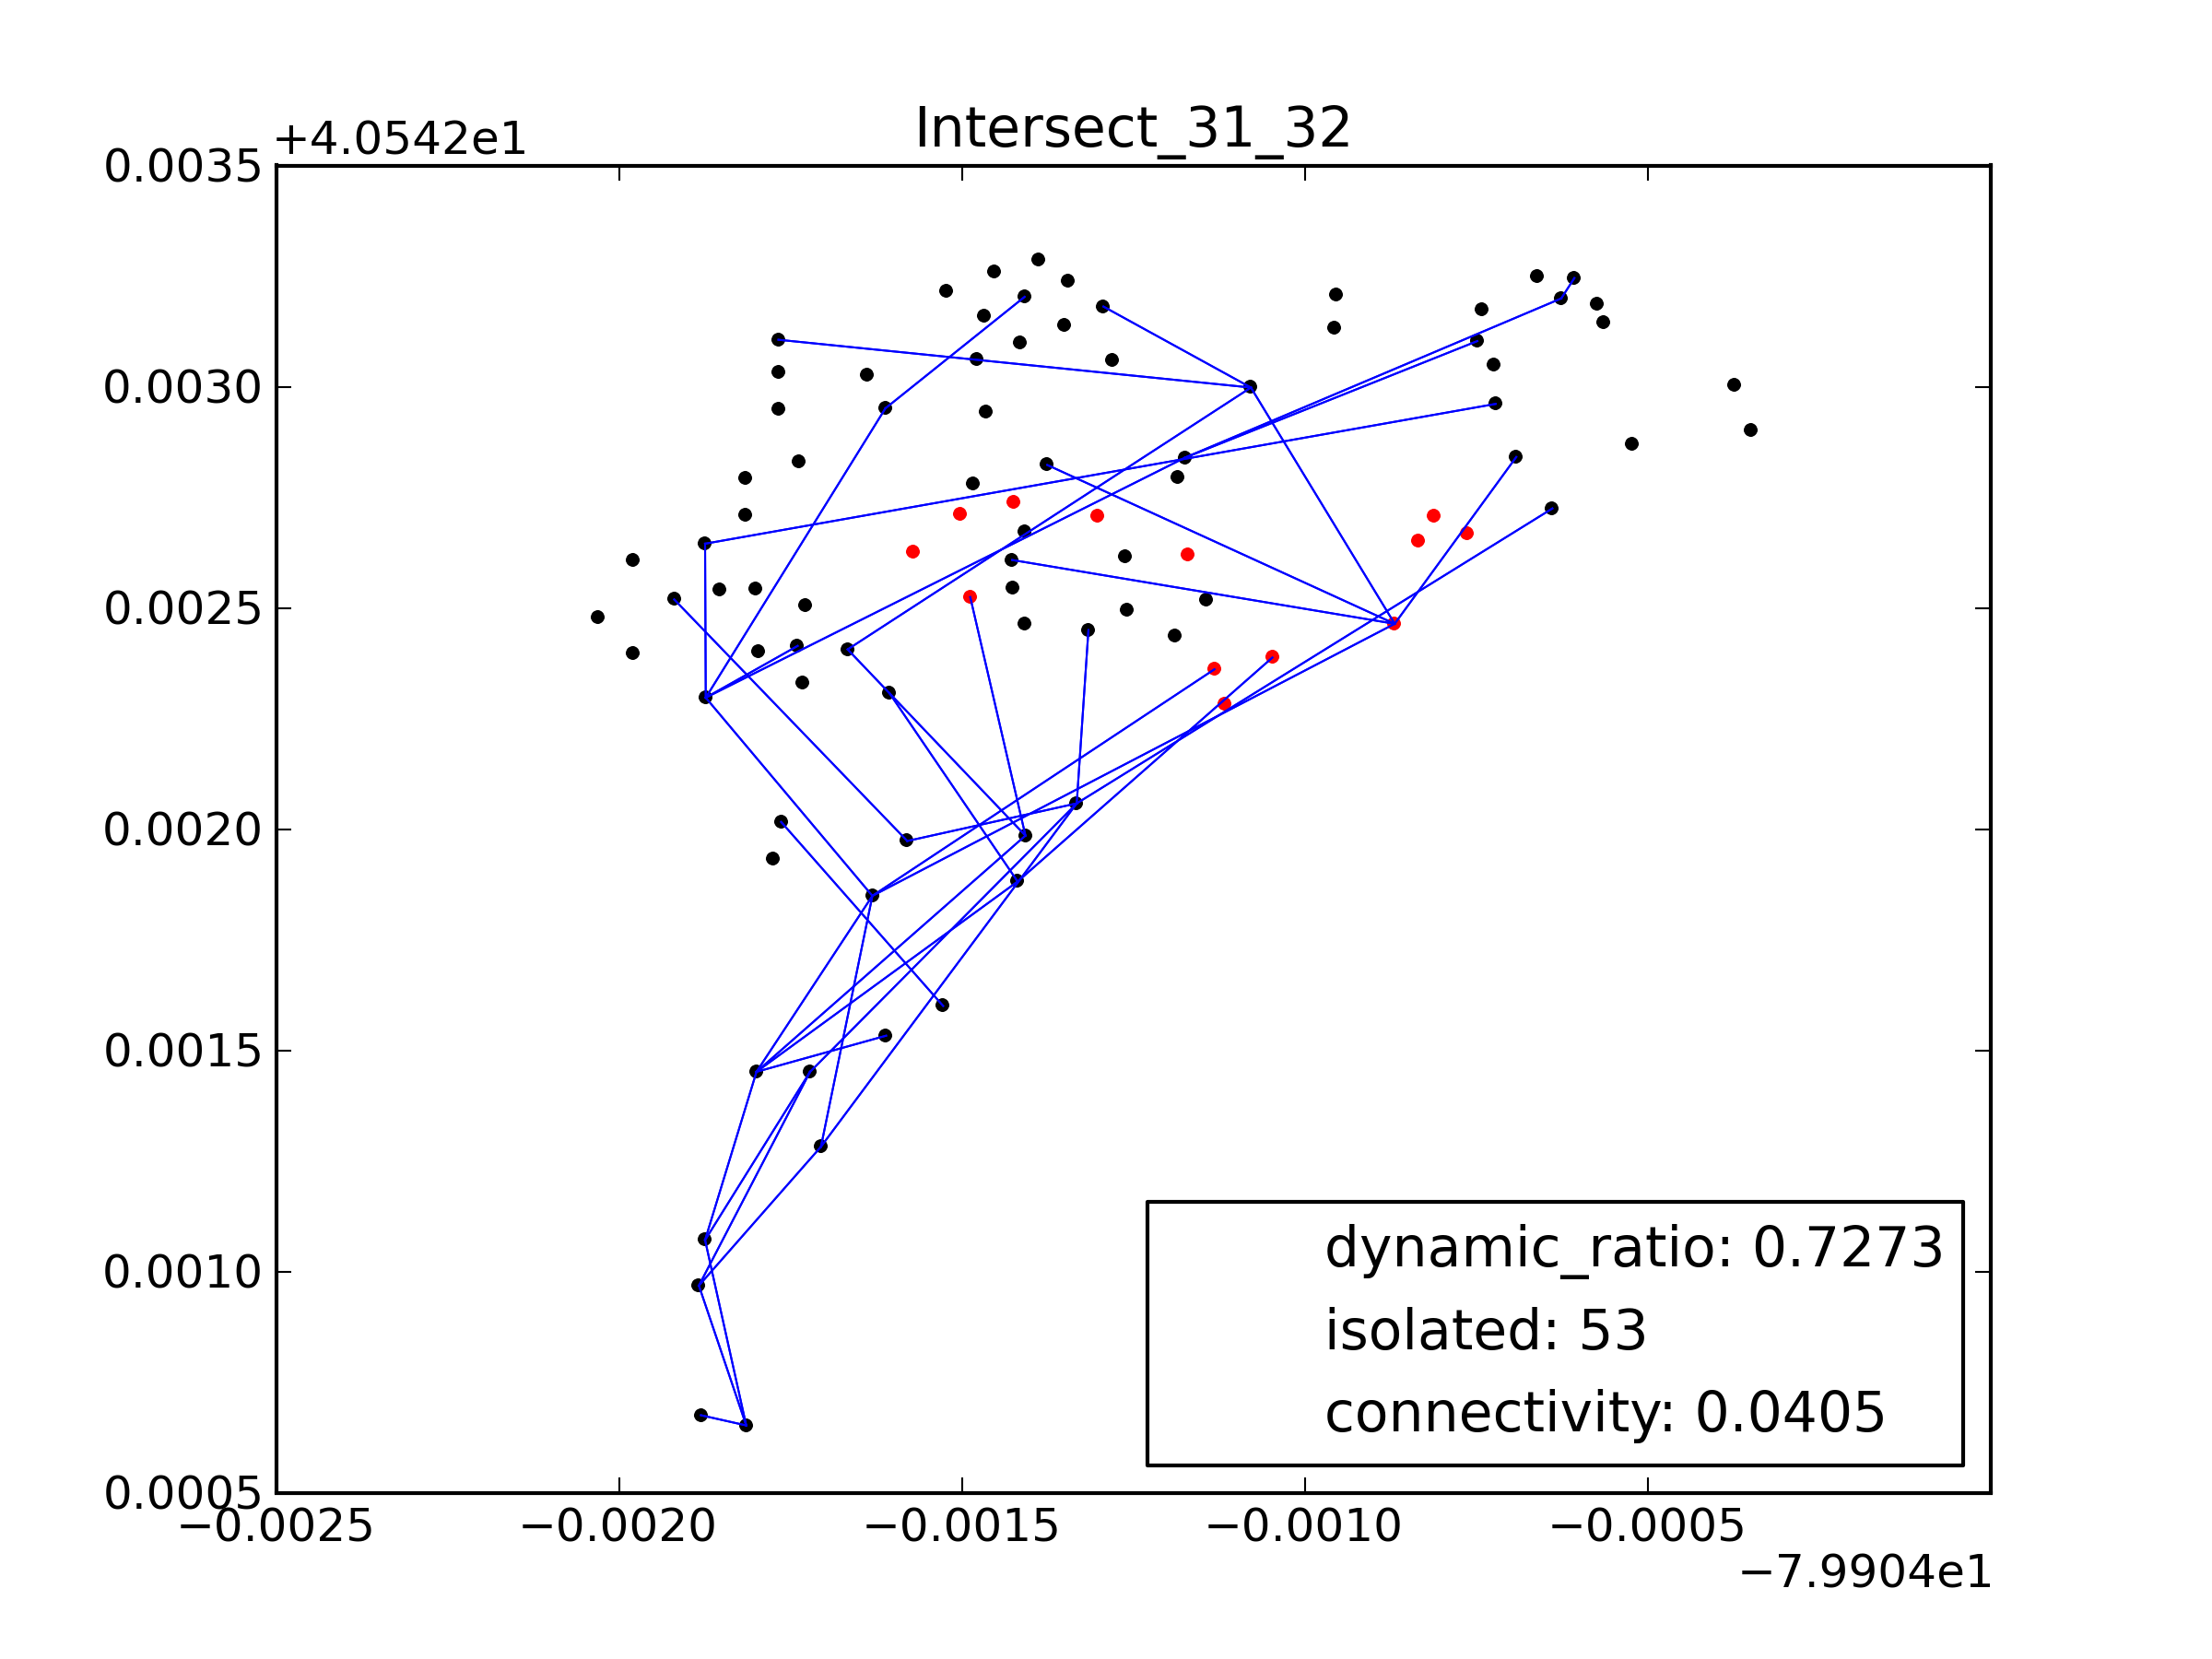 Intersect_31_32
+4.0542e1
0.0035
0.0030
0.0025
0.0020
0.0015
0.0010
0.0005
−0.0025 −0.0020 −0.0015 −0.0010 −0.0005
−7.9904e1
dynamic_ratio: 0.7273
isolated: 53
connectivity: 0.0405